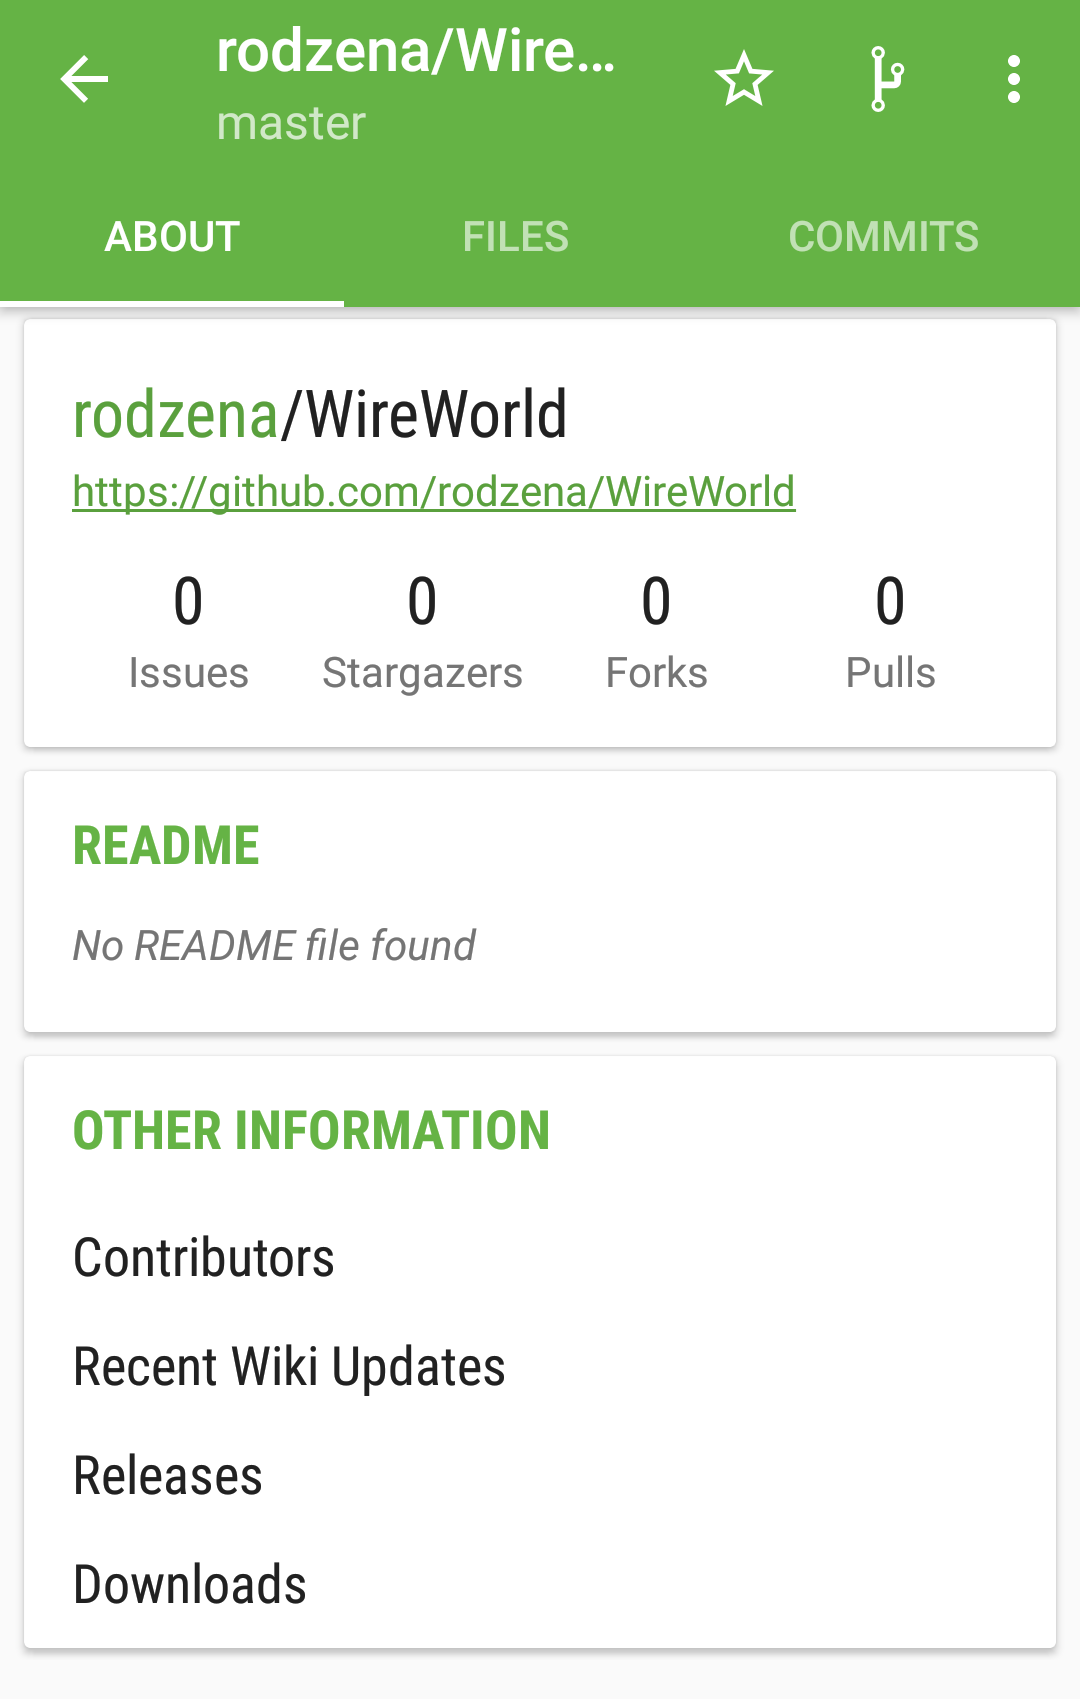 rodzena/Wire...
master
ABOUT FILES COMMITS
rodzena/WireWorld
https://github.com/rodzena/WireWorld
0 0 0 0
Issues Stargazers Forks Pulls
README
No README file found
OTHER INFORMATION
Contributors
Recent Wiki Updates
Releases
Downloads